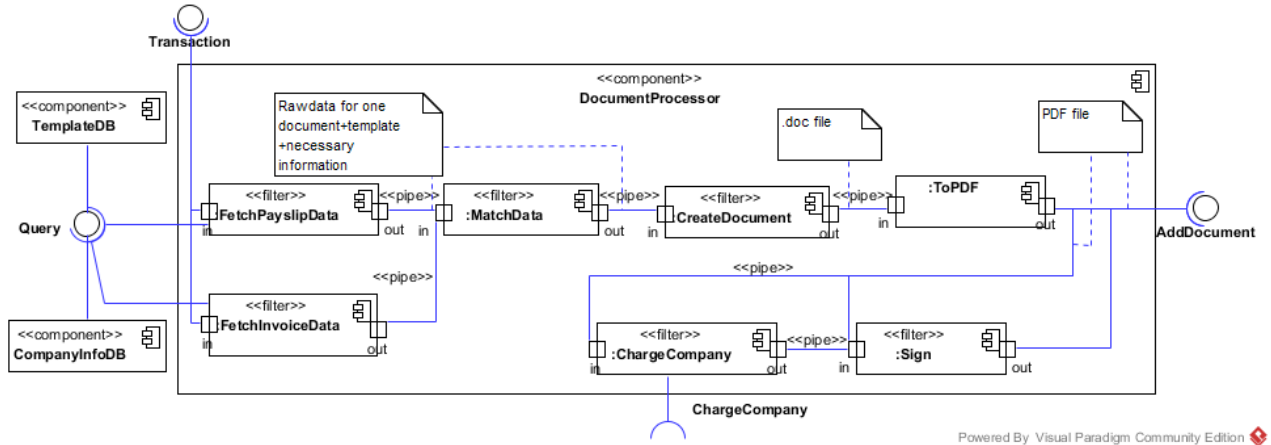 Transaction
<<component>>
DocumentProcessor
<<component>>
TemplateDB
Rawdata for one
document+template
+necessary
information
.doc file
PDF file
<<filter>>
:FetchPayslipData
in
out
<<pipe>>
<<filter>>
:MatchData
in
out
<<pipe>>
<<filter>>
:CreateDocument
in
out
<<pipe>>
:ToPDF
in
out
Query
AddDocument
<<pipe>>
<<pipe>>
<<filter>>
:FetchInvoiceData
in
out
<<component>>
CompanyInfoDB
<<filter>>
:ChargeCompany
in
out
<<pipe>>
<<filter>>
:Sign
in
out
ChargeCompany
Powered By Visual Paradigm Community Edition